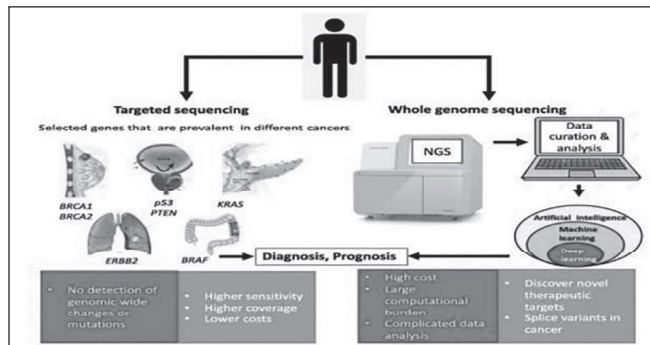 Targeted sequencing
Selected genes that are prevalent in different cancers
BRCA1
BRCA2
p53
PTEN
KRAS
ERBB2
BRAF
Whole genome sequencing
NGS
Data
curation &
analysis
Artificial Intelligence
Machine
learning
Deep
learning
Diagnosis, Prognosis
• No detection of
genomic wide
changes or
mutations
• Higher sensitivity
• Higher coverage
• Lower costs
• High cost
• Large
computational
burden
• Complicated data
analysis
• Discover novel
therapeutic
targets
• Splice variants in
cancer